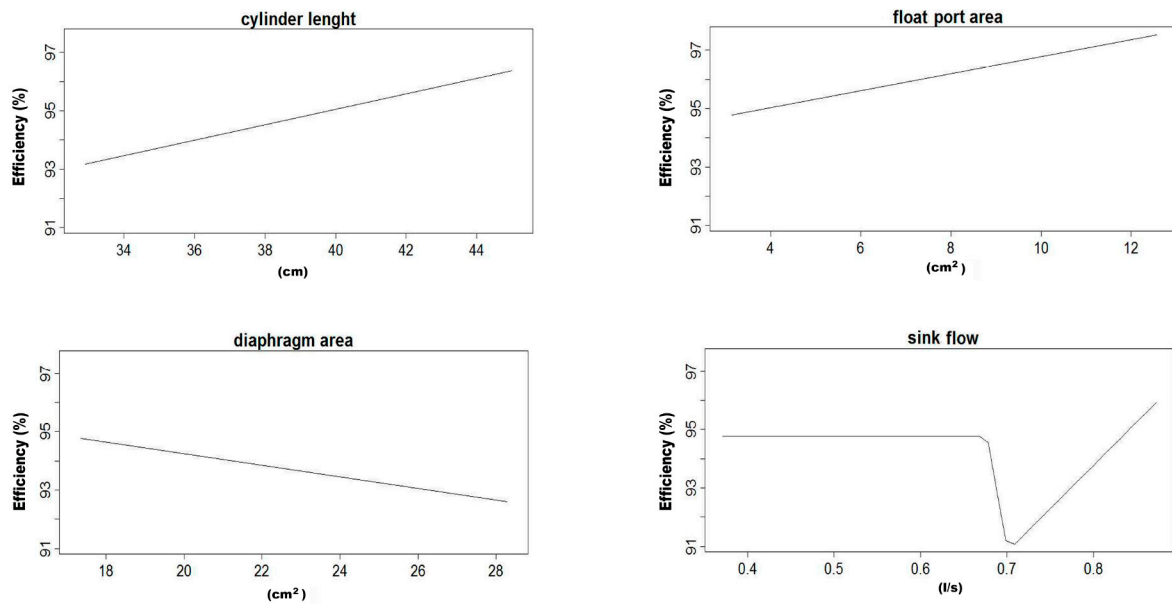 cylinder lenght
Efficiency (%)
97
95
93
91
34 36 38 40 42 44
(cm)
float port area
Efficiency (%)
97
95
93
91
4 6 8 10 12
(cm²)
diaphragm area
Efficiency (%)
97
95
93
91
18 20 22 24 26 28
(cm²)
sink flow
Efficiency (%)
97
95
93
91
0.4 0.5 0.6 0.7 0.8
(l/s)